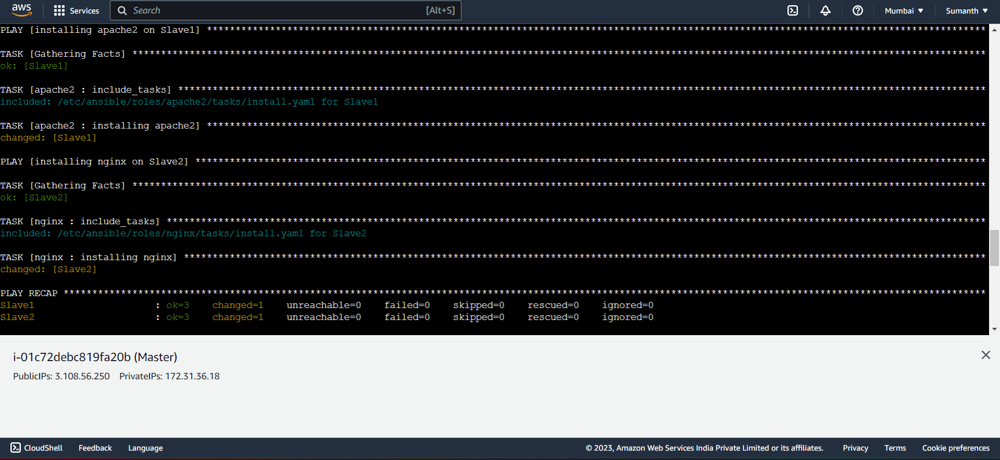 aws Services Search [Alt+S] Mumbai ▼ Sumanth ▼
PLAY [installing apache2 on Slave1] ****************************************************************************************************************************************
TASK [Gathering Facts] *****************************************************************************************************************************************************
ok: [Slave1]
TASK [apache2 : include_tasks] *********************************************************************************************************************************************
included: /etc/ansible/roles/apache2/tasks/install.yaml for Slave1
TASK [apache2 : installing apache2] ****************************************************************************************************************************************
changed: [Slave1]
PLAY [installing nginx on Slave2] ******************************************************************************************************************************************
TASK [Gathering Facts] *****************************************************************************************************************************************************
ok: [Slave2]
TASK [nginx : include_tasks] ***********************************************************************************************************************************************
included: /etc/ansible/roles/nginx/tasks/install.yaml for Slave2
TASK [nginx : installing nginx] ********************************************************************************************************************************************
changed: [Slave2]
PLAY RECAP *****************************************************************************************************************************************************************
Slave1 : ok=3 changed=1 unreachable=0 failed=0 skipped=0 rescued=0 ignored=0
Slave2 : ok=3 changed=1 unreachable=0 failed=0 skipped=0 rescued=0 ignored=0
i-01c72debc819fa20b (Master)
PublicIPs: 3.108.56.250 PrivateIPs: 172.31.36.18
CloudShell Feedback Language © 2023, Amazon Web Services India Private Limited or its affiliates. Privacy Terms Cookie preferences